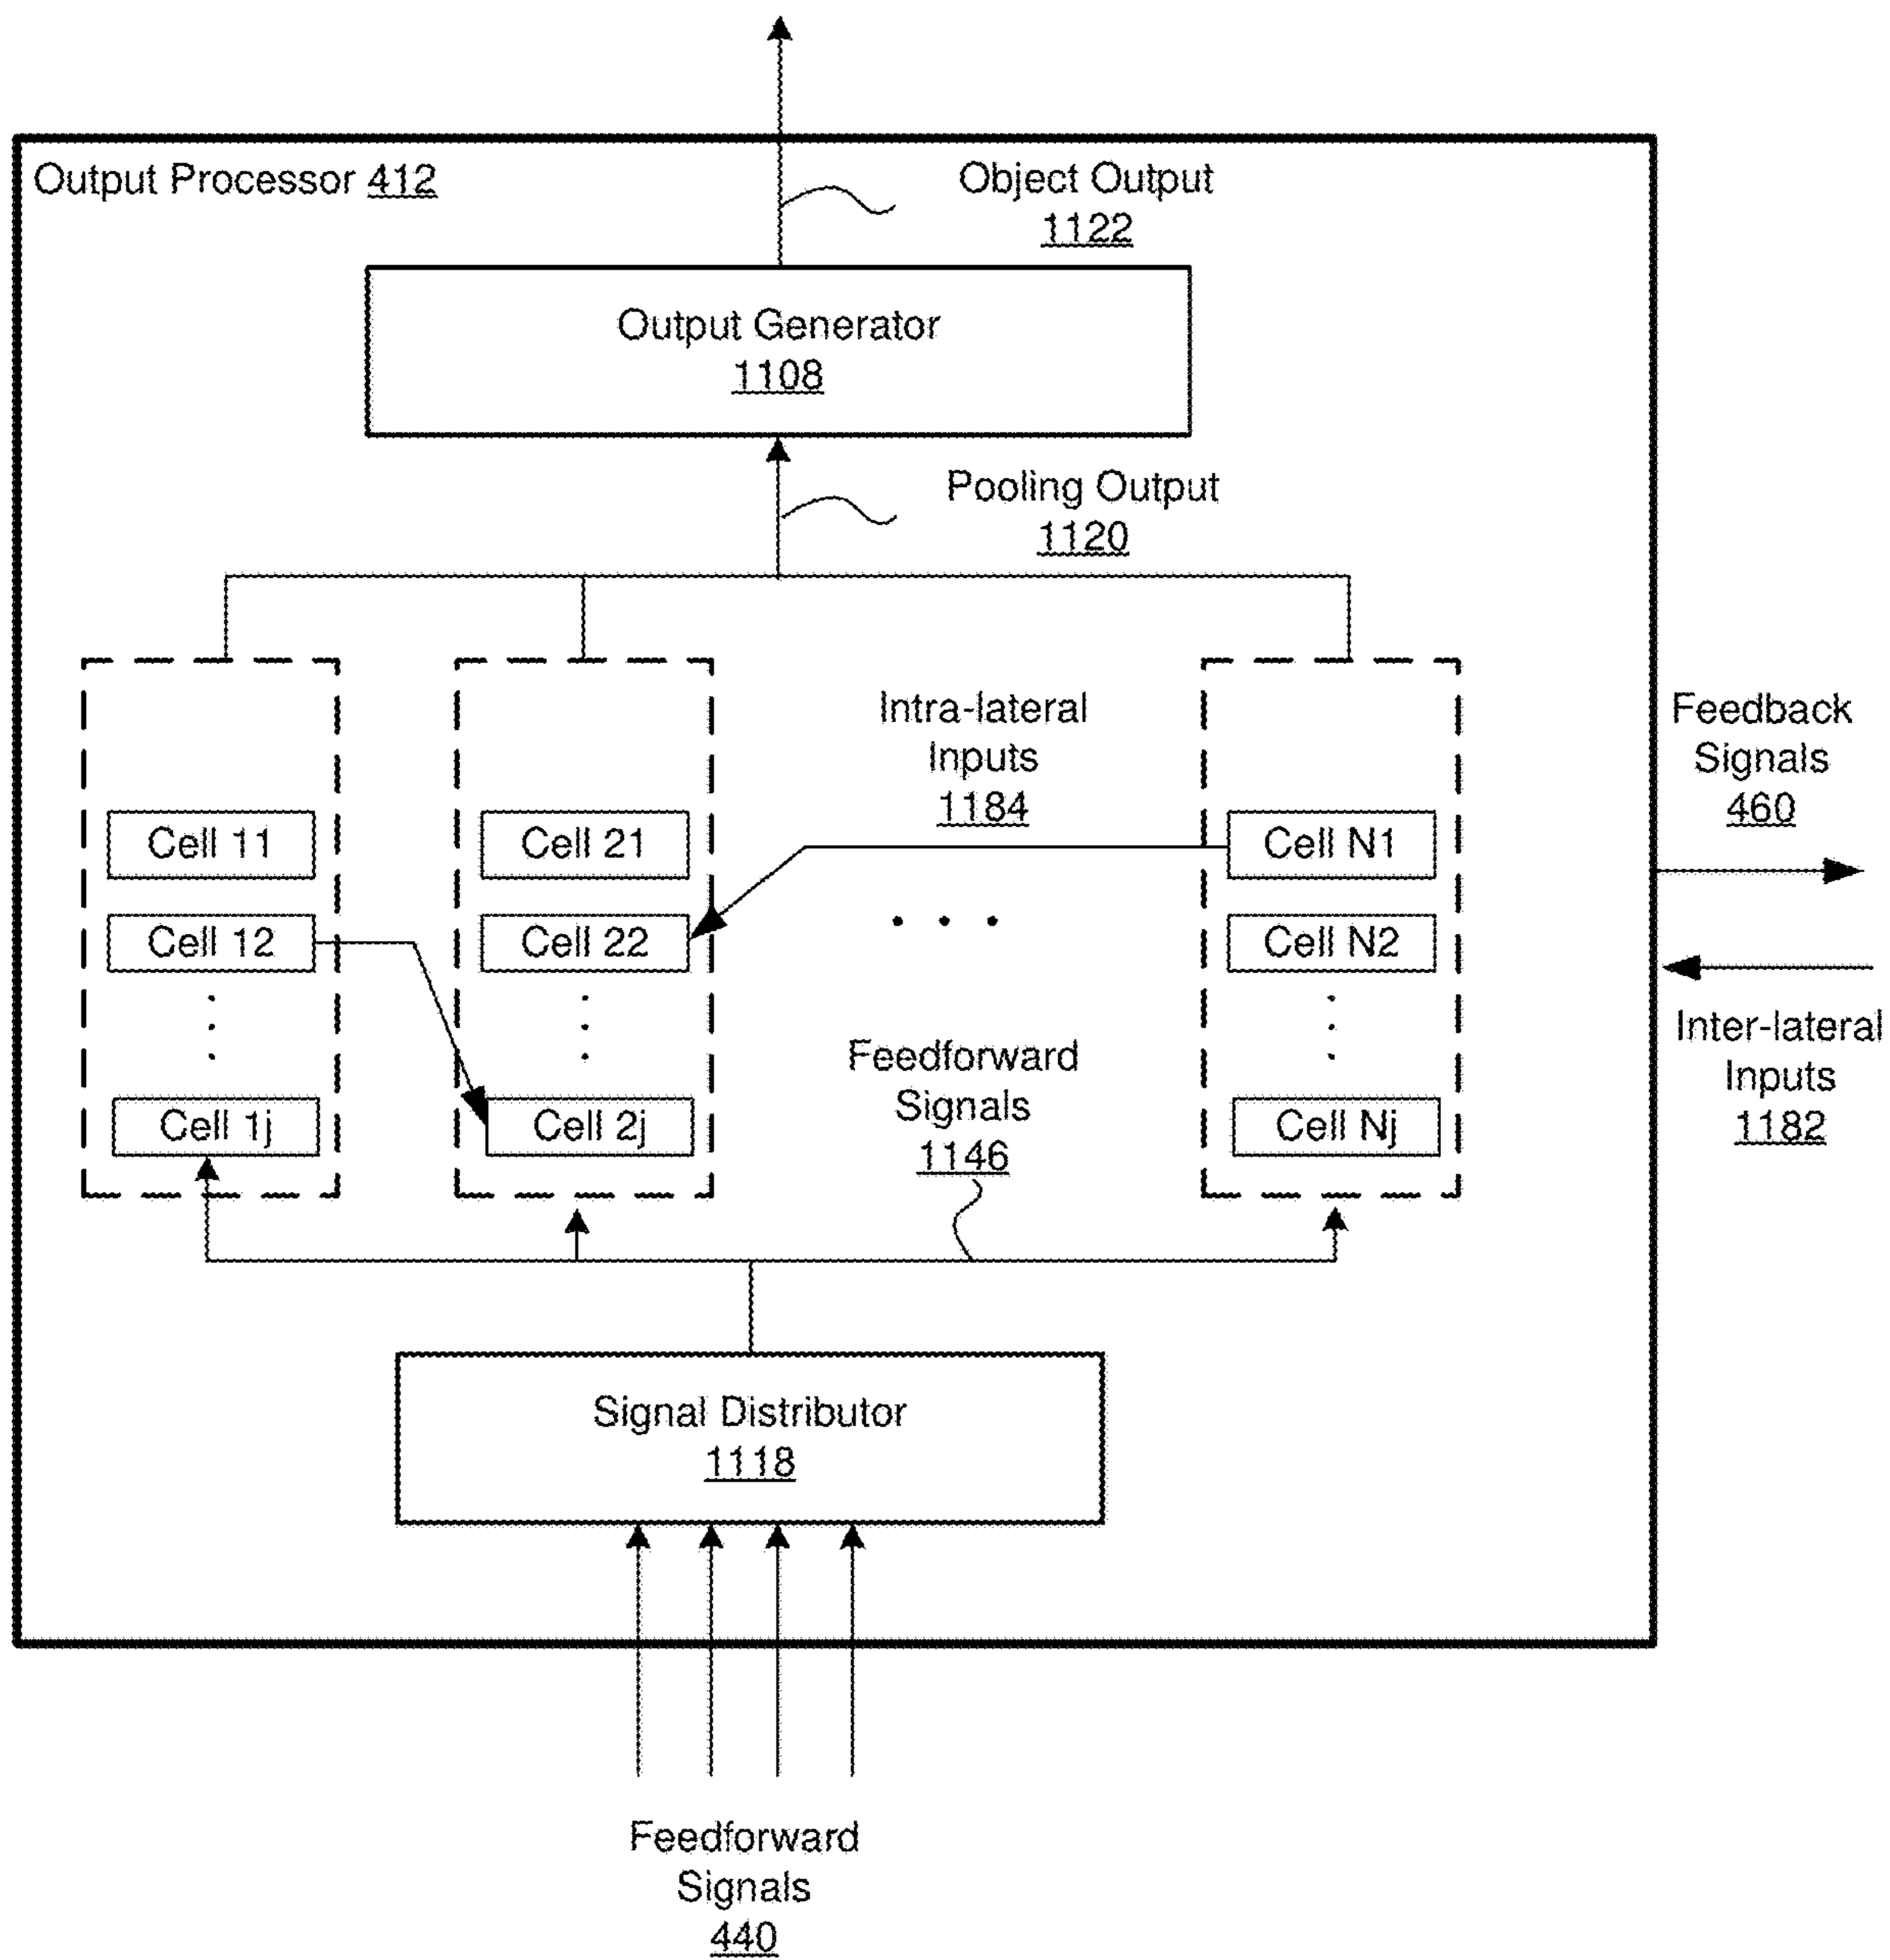 Output Processor 412
Object Output
1122
Output Generator
1108
Pooling Output
1120
Intra-lateral
Inputs
1184
Feedback
Signals
460
Cell 11
Cell 21
Cell N1
Cell 12
Cell 22
Cell N2
Inter-lateral
Inputs
1182
Feedforward
Signals
1146
Cell 1j
Cell 2j
Cell Nj
Signal Distributor
1118
Feedforward
Signals
440